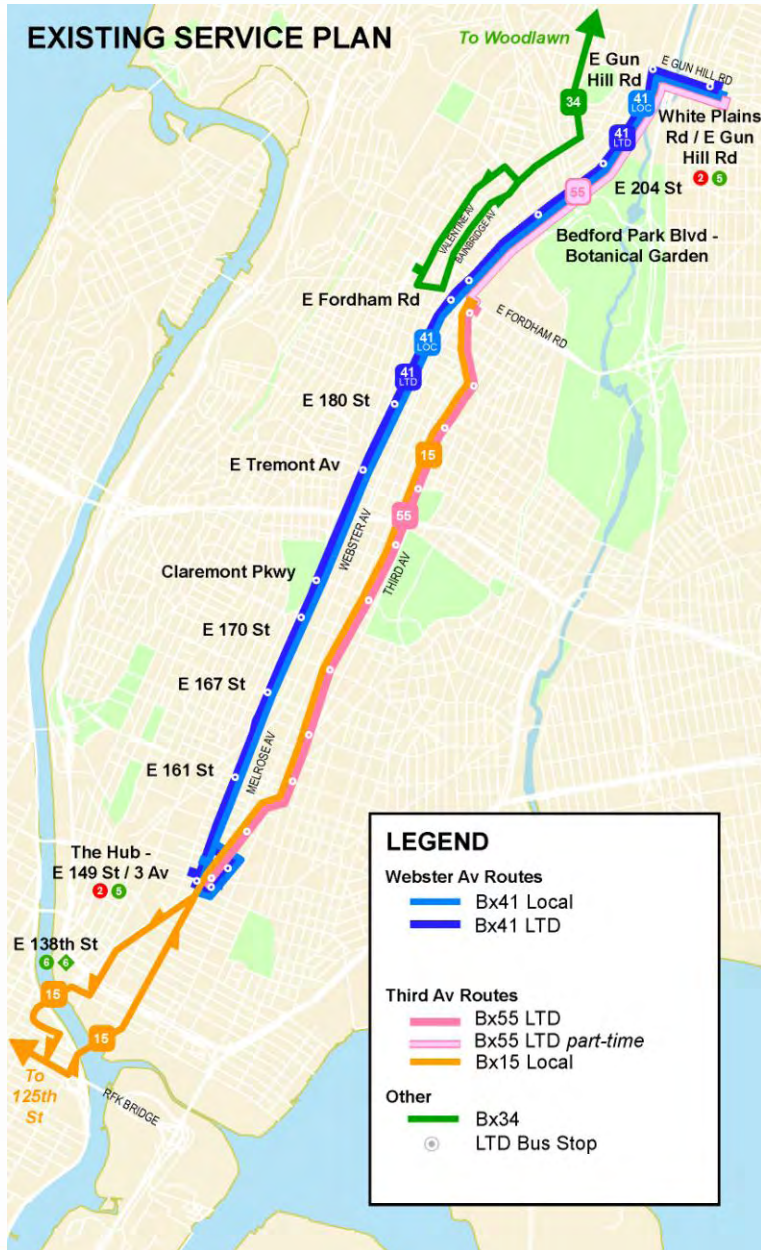 EXISTING SERVICE PLAN
To Woodlawn
E Gun
Hill Rd
E GUN HILL RD
34
41
LOC
41
LTD
White Plains
Rd / E Gun
Hill Rd
2 5
E 204 St
55
VALENTINE AV
BAINBRIDGE AV
Bedford Park Blvd -
Botanical Garden
E Fordham Rd
E FORDHAM RD
41
LOC
41
LTD
E 180 St
15
E Tremont Av
WEBSTER AV
55
THIRD AV
Claremont Pkwy
E 170 St
E 167 St
MELROSE AV
E 161 St
The Hub -
E 149 St / 3 Av
2 5
E 138th St
6 6
15
15
To
125th
St
RFK BRIDGE
LEGEND
Webster Av Routes
Bx41 Local
Bx41 LTD
Third Av Routes
Bx55 LTD
Bx55 LTD part-time
Bx15 Local
Other
Bx34
LTD Bus Stop